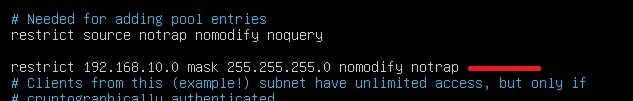 # Needed for adding pool entries
restrict source notrap nomodify noquery
restrict 192.168.10.0 mask 255.255.255.0 nomodify notrap
# Clients from this (example!) subnet have unlimited access, but only if
# cryptographically authenticated